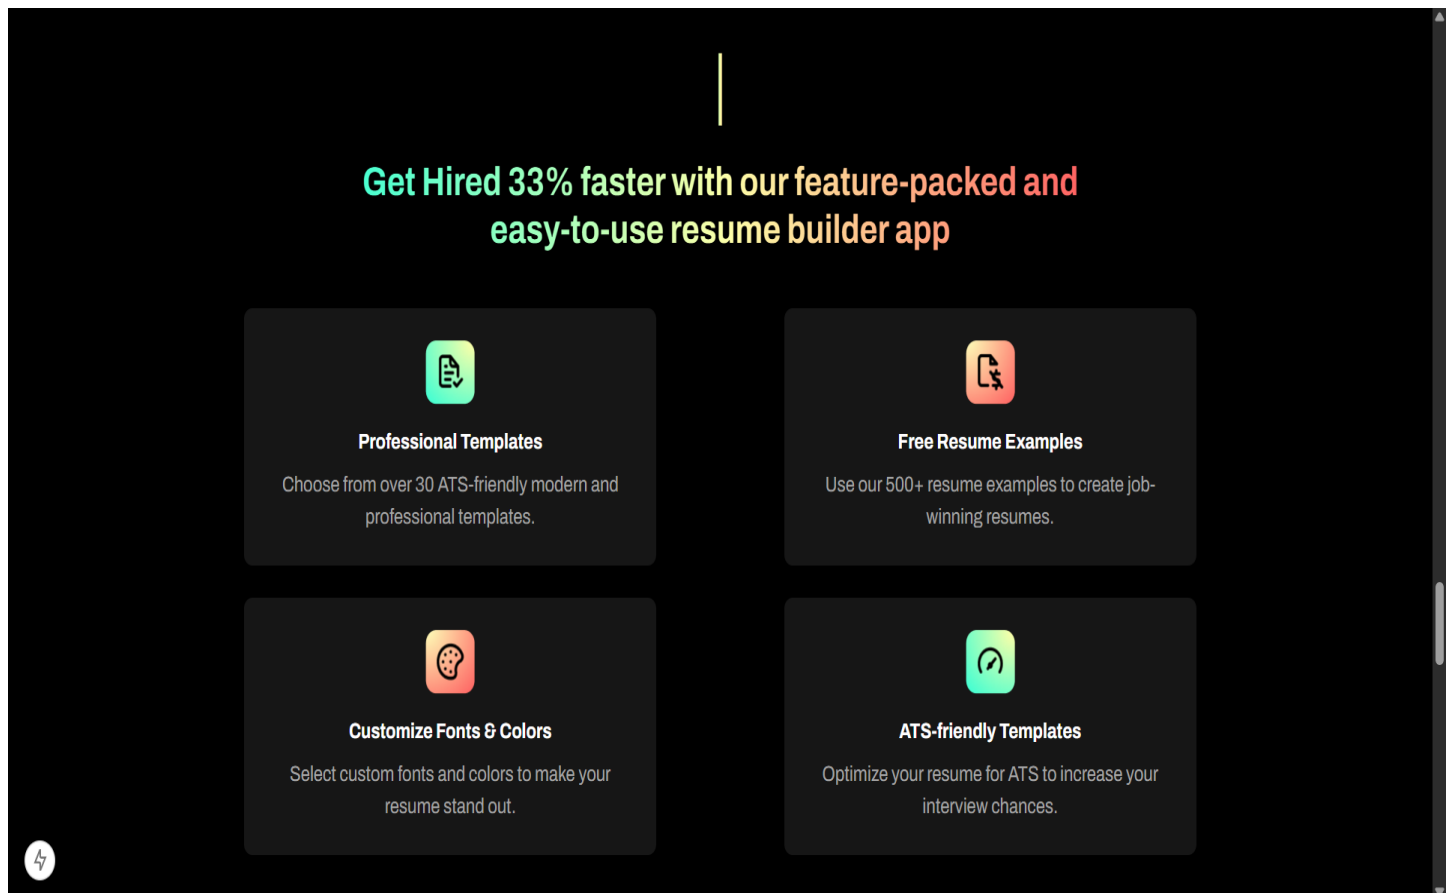 Get Hired 33% faster with our feature-packed and
easy-to-use resume builder app
Professional Templates
Choose from over 30 ATS-friendly modern and
professional templates.
Free Resume Examples
Use our 500+ resume examples to create job-
winning resumes.
Customize Fonts & Colors
Select custom fonts and colors to make your
resume stand out.
ATS-friendly Templates
Optimize your resume for ATS to increase your
interview chances.